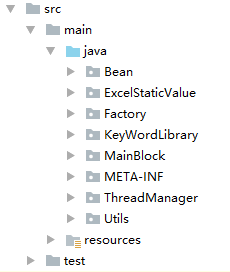 src
main
java
Bean
ExcelStaticValue
Factory
KeyWordLibrary
MainBlock
META-INF
ThreadManager
Utils
resources
test